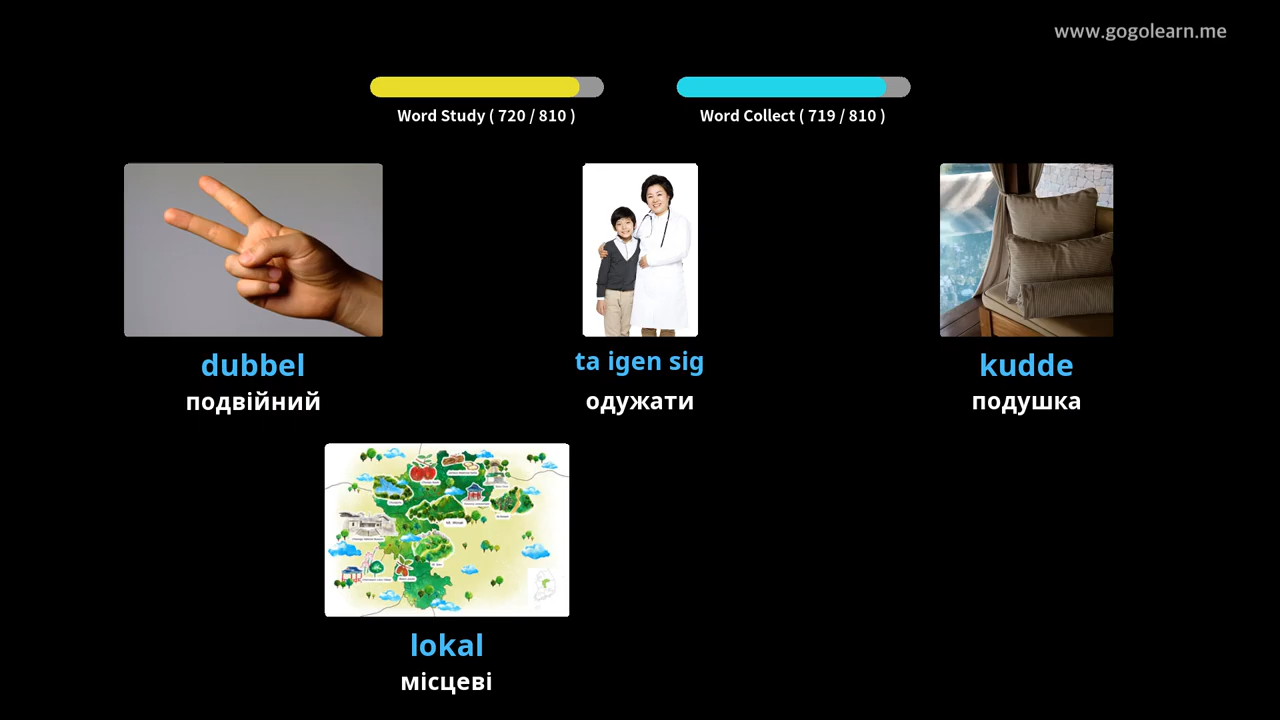 www.gogolearn.me
Word Study ( 720 / 810 )
Word Collect ( 719 / 810 )
dubbel
подвійний
ta igen sig
одужати
kudde
подушка
lokal
місцеві